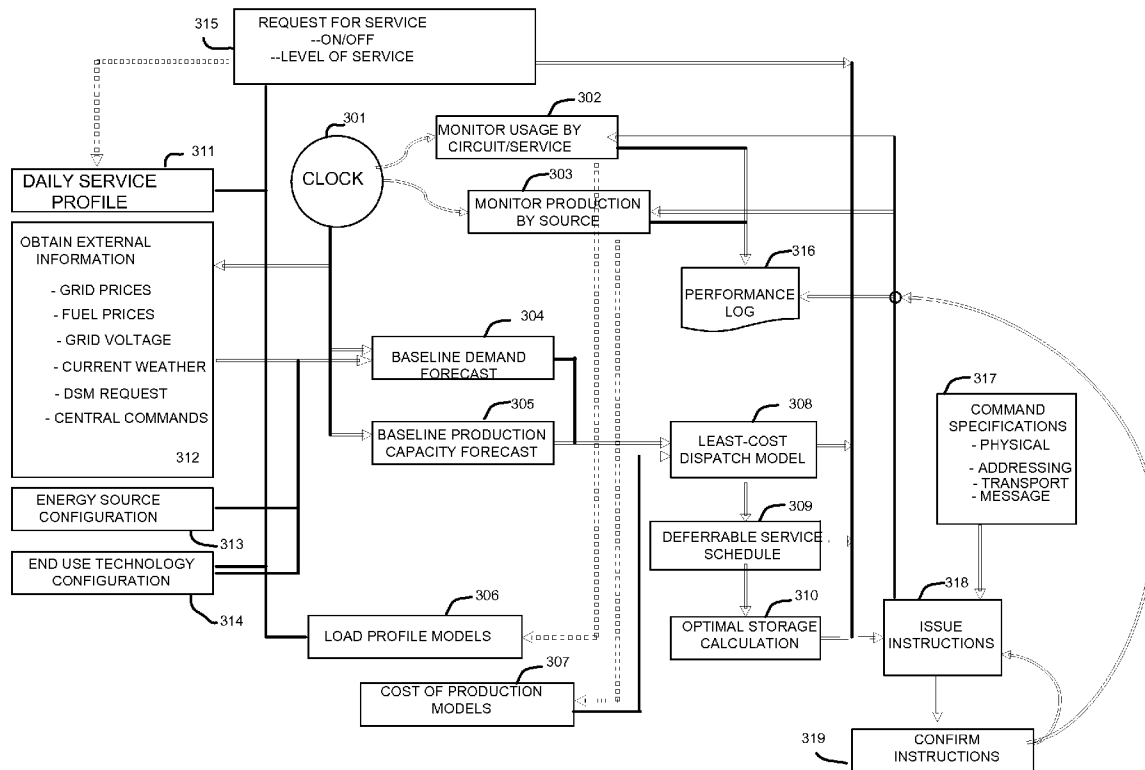 315
REQUEST FOR SERVICE
--ON/OFF
--LEVEL OF SERVICE
301
CLOCK
302
MONITOR USAGE BY
CIRCUIT/SERVICE
303
MONITOR PRODUCTION
BY SOURCE
311
DAILY SERVICE
PROFILE
OBTAIN EXTERNAL
INFORMATION
- GRID PRICES
- FUEL PRICES
- GRID VOLTAGE
- CURRENT WEATHER
- DSM REQUEST
- CENTRAL COMMANDS
312
316
PERFORMANCE
LOG
304
BASELINE DEMAND
FORECAST
305
BASELINE PRODUCTION
CAPACITY FORECAST
308
LEAST-COST
DISPATCH MODEL
317
COMMAND
SPECIFICATIONS
- PHYSICAL
- ADDRESSING
- TRANSPORT
- MESSAGE
ENERGY SOURCE
CONFIGURATION
313
309
DEFERRABLE SERVICE
SCHEDULE
END USE TECHNOLOGY
CONFIGURATION
314
306
LOAD PROFILE MODELS
310
OPTIMAL STORAGE
CALCULATION
318
ISSUE
INSTRUCTIONS
307
COST OF PRODUCTION
MODELS
319
CONFIRM
INSTRUCTIONS